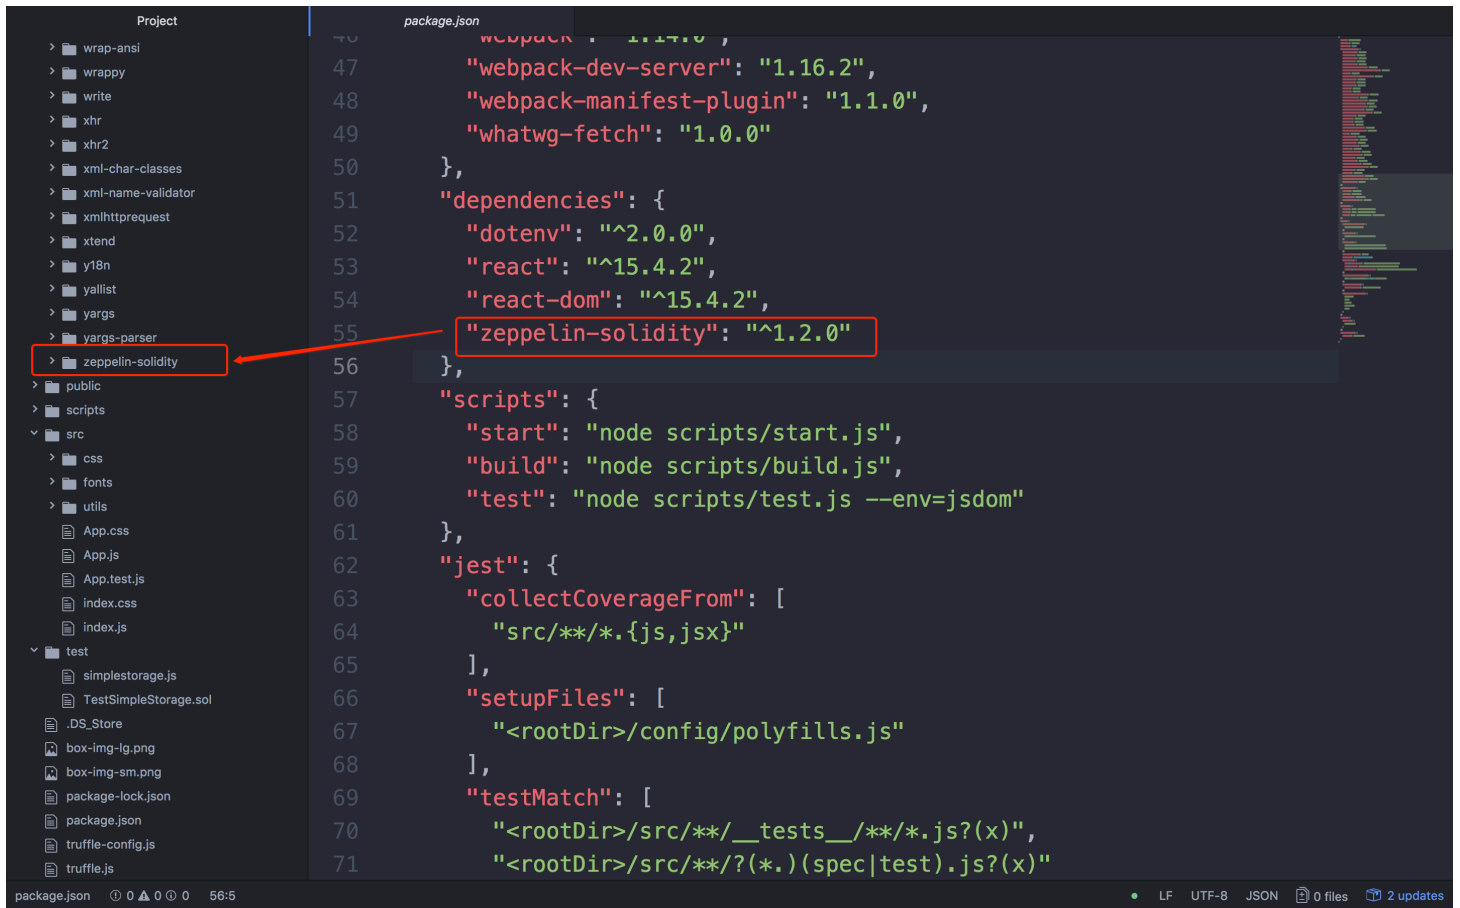 Project
wrap-ansi
wrappy
write
xhr
xhr2
xml-char-classes
xml-name-validator
xmlhttprequest
xtend
y18n
yallist
yargs
yargs-parser
zeppelin-solidity
public
scripts
src
css
fonts
utils
App.css
App.js
App.test.js
index.css
index.js
test
simplestorage.js
TestSimpleStorage.sol
.DS_Store
box-img-lg.png
box-img-sm.png
package-lock.json
package.json
truffle-config.js
truffle.js
package.json
46 "webpack": "1.14.0",
47 "webpack-dev-server": "1.16.2",
48 "webpack-manifest-plugin": "1.1.0",
49 "whatwg-fetch": "1.0.0"
50 },
51 "dependencies": {
52 "dotenv": "^2.0.0",
53 "react": "^15.4.2",
54 "react-dom": "^15.4.2",
55 "zeppelin-solidity": "^1.2.0"
56 },
57 "scripts": {
58 "start": "node scripts/start.js",
59 "build": "node scripts/build.js",
60 "test": "node scripts/test.js --env=jsdom"
61 },
62 "jest": {
63 "collectCoverageFrom": [
64 "src/**/*.{js,jsx}"
65 ],
66 "setupFiles": [
67 "<rootDir>/config/polyfills.js"
68 ],
69 "testMatch": [
70 "<rootDir>/src/**/__tests__/**/*.js?(x)",
71 "<rootDir>/src/**/?(*.)(spec|test).js?(x)"
package.json 0 0 0 56:5 LF UTF-8 JSON 0 files 2 updates